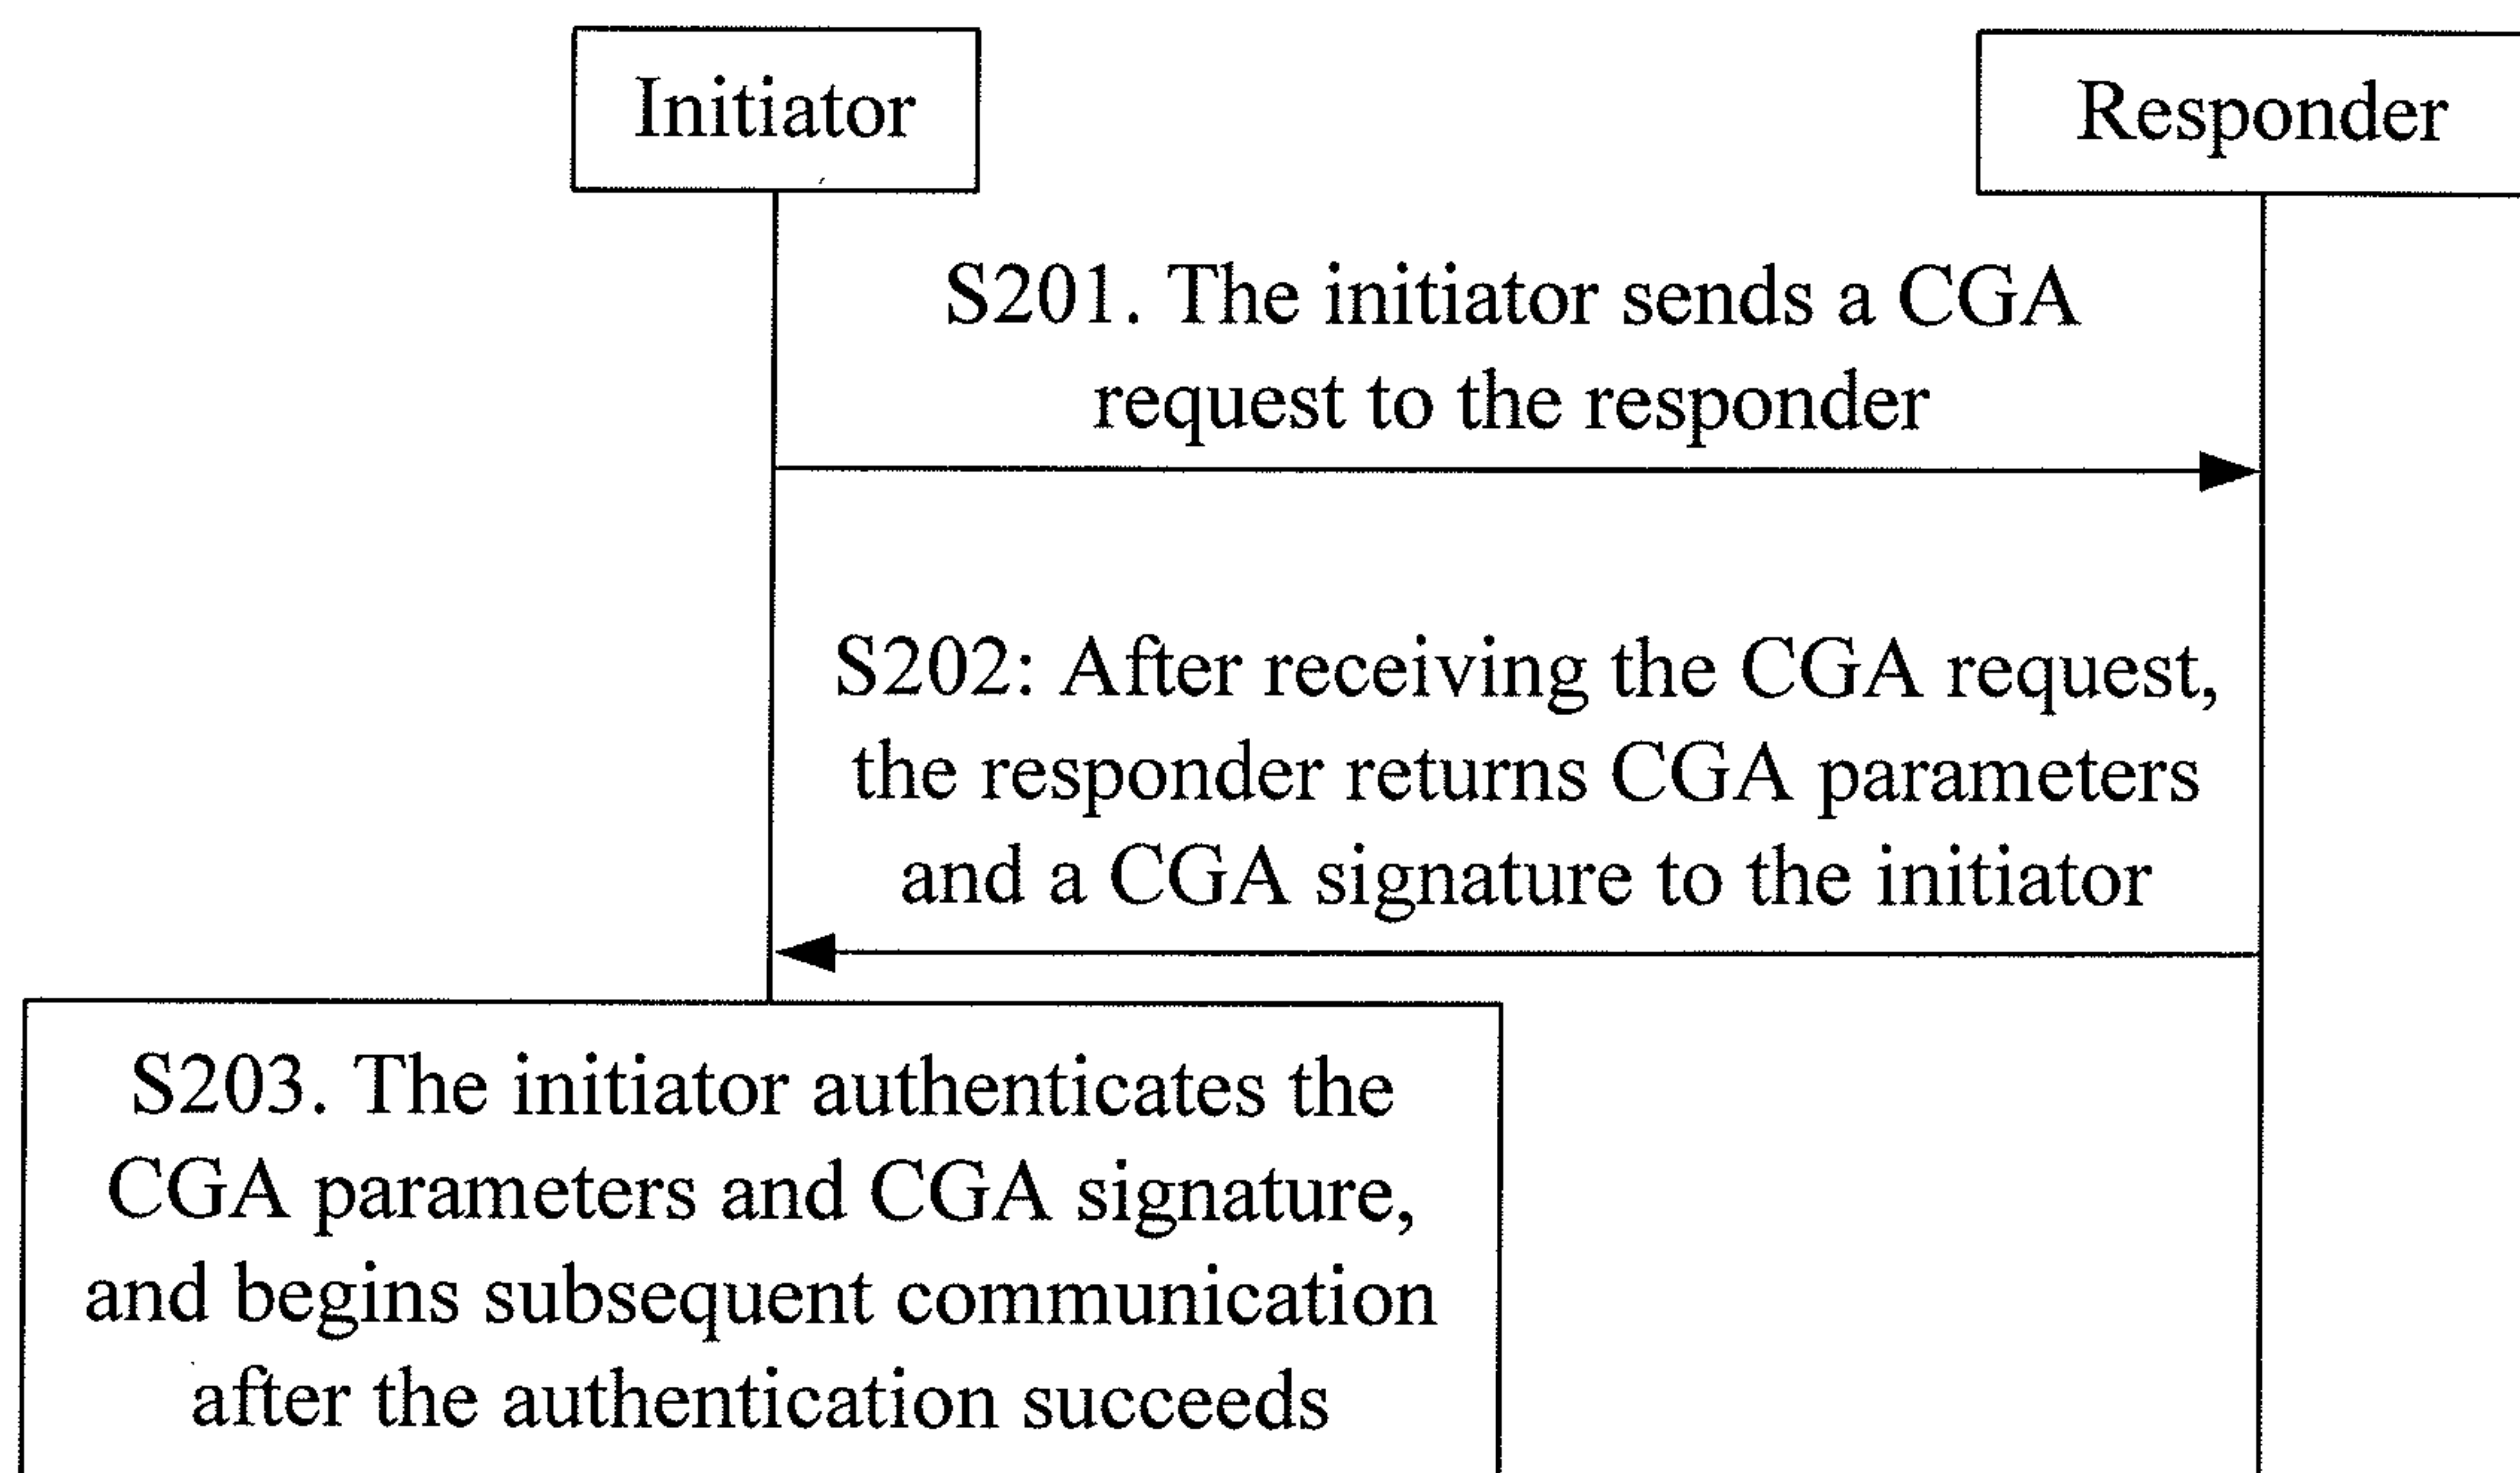 Initiator
Responder
S201. The initiator sends a CGA
request to the responder
S202: After receiving the CGA request,
the responder returns CGA parameters
and a CGA signature to the initiator
S203. The initiator authenticates the
CGA parameters and CGA signature,
and begins subsequent communication
after the authentication succeeds